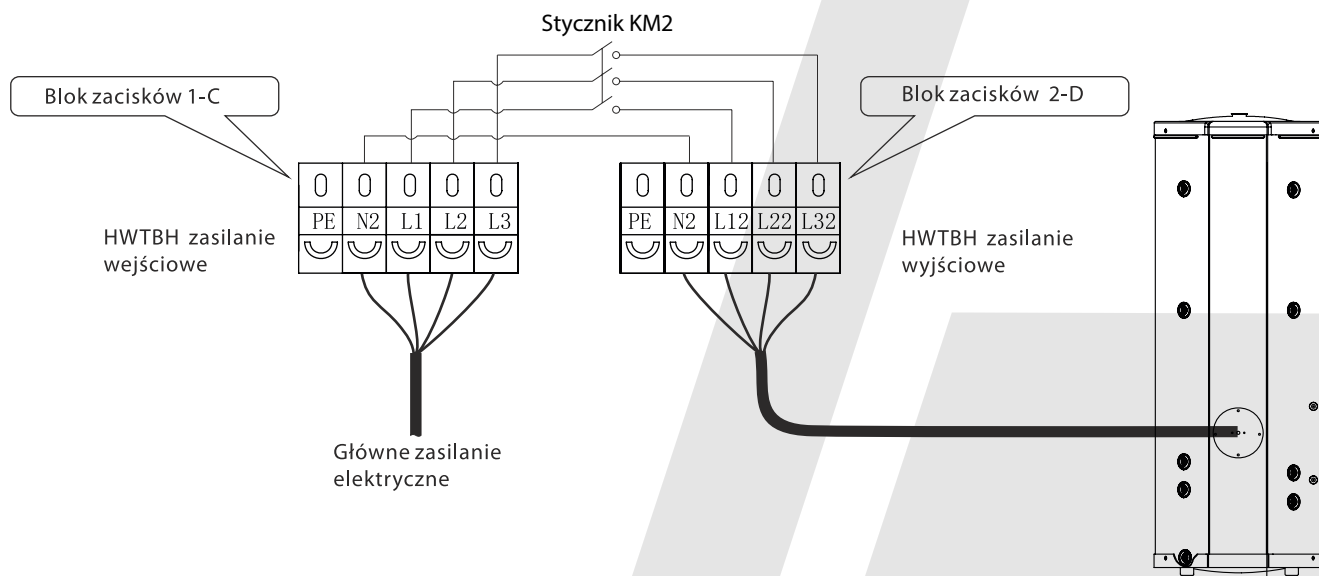 Stycznik KM2
Blok zacisków 1-C
Blok zacisków 2-D
PE N2 L1 L2 L3
PE N2 L12 L22 L32
HWTBH zasilanie
wejściowe
HWTBH zasilanie
wyjściowe
Główne zasilanie
elektryczne